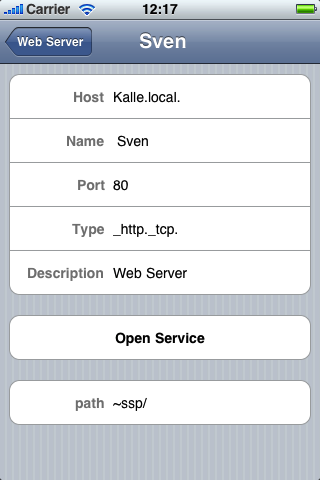 Carrier 12:17
Web Server Sven
Host Kalle.local.
Name Sven
Port 80
Type _http._tcp.
Description Web Server
Open Service
path ~ssp/